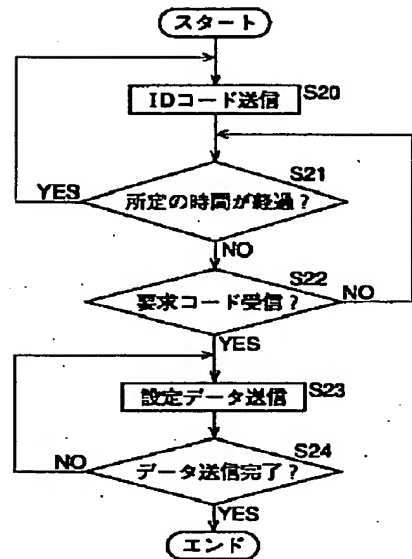 スタート
IDコード送信 S20
S21
YES 所定の時間が経過?
NO
S22
要求コード受信? NO
YES
設定データ送信 S23
S24
NO データ送信完了?
YES
エンド